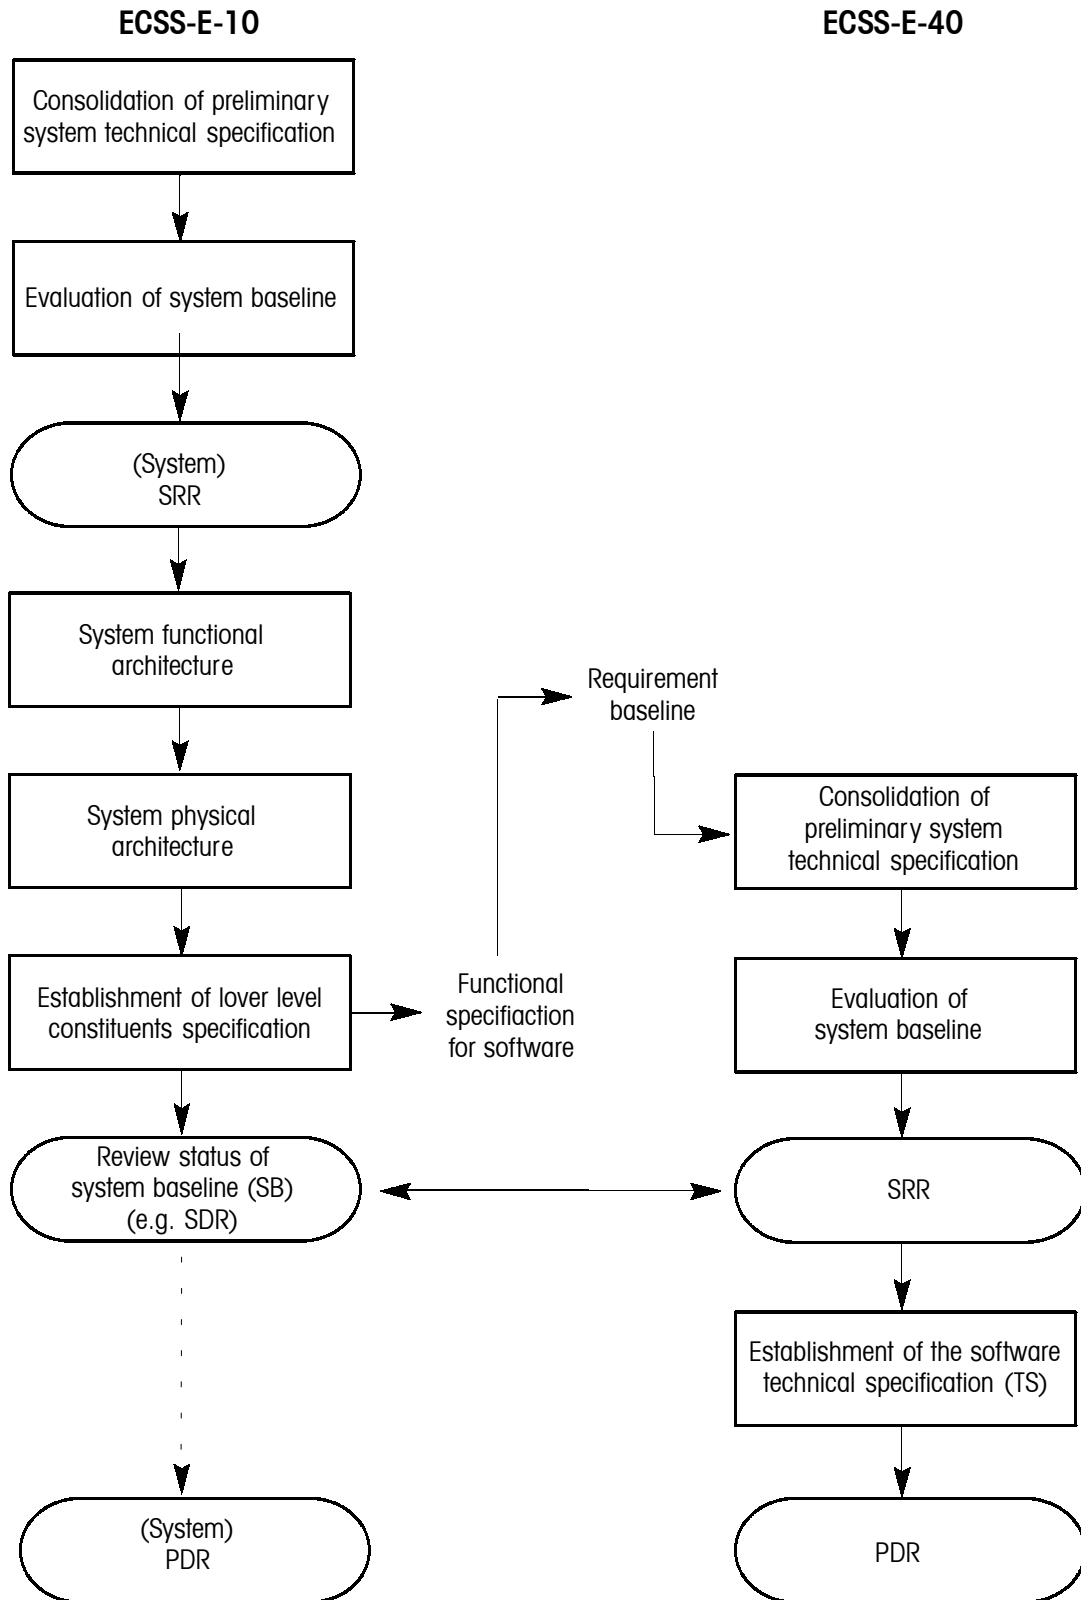 ECSS-E-10
ECSS-E-40
Consolidation of preliminary
system technical specification
Evaluation of system baseline
(System)
SRR
System functional
architecture
System physical
architecture
Establishment of lover level
constituents specification
Functional
specifiaction
for software
Requirement
baseline
Review status of
system baseline (SB)
(e.g. SDR)
(System)
PDR
Consolidation of
preliminary system
technical specification
Evaluation of
system baseline
SRR
Establishment of the software
technical specification (TS)
PDR